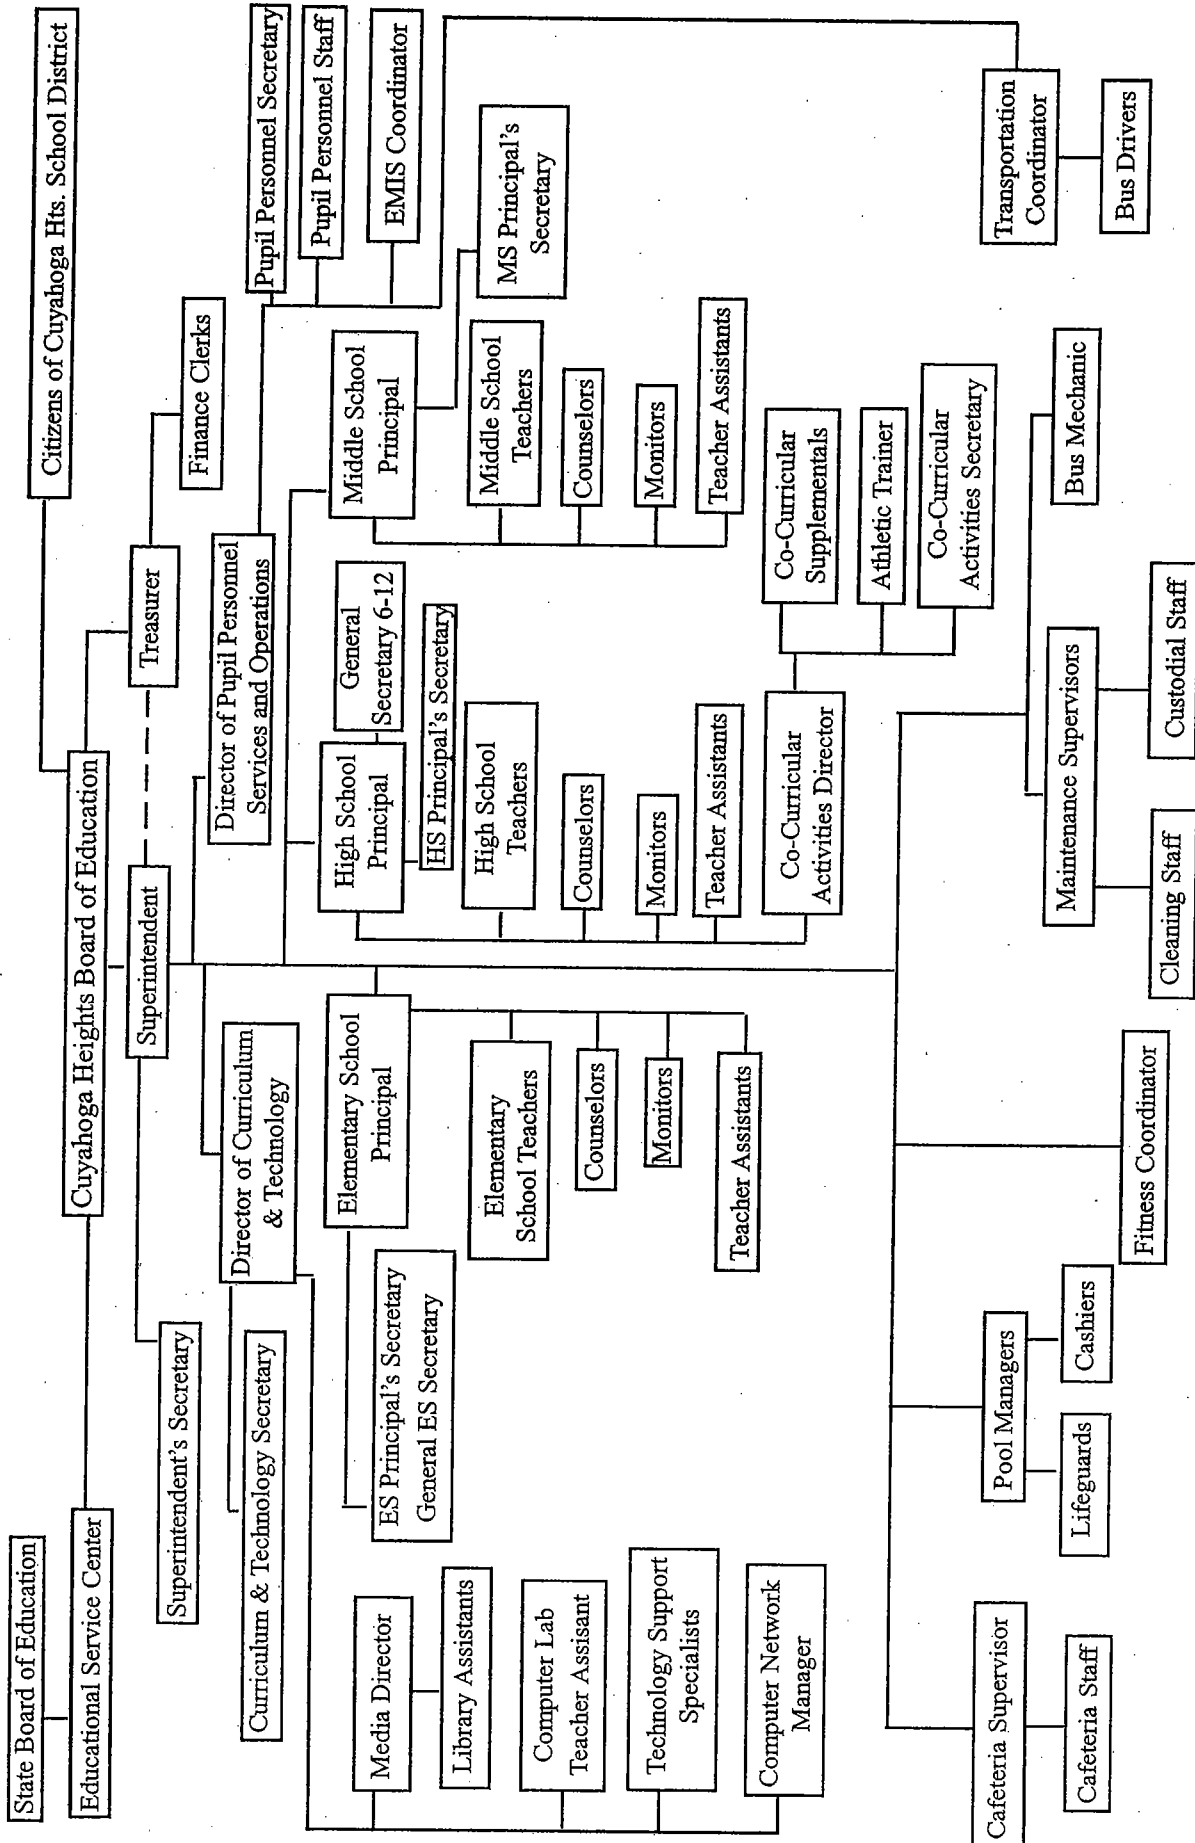 State Board of Education
Educational Service Center
Citizens of Cuyahoga Hts. School District
Cuyahoga Heights Board of Education
Superintendent
Treasurer
Finance Clerks
Superintendent's Secretary
Director of Pupil Personnel
Services and Operations
Pupil Personnel Secretary
Pupil Personnel Staff
EMIS Coordinator
Director of Curriculum
& Technology
Curriculum & Technology Secretary
Media Director
Library Assistants
Computer Lab
Teacher Assisant
Technology Support
Specialists
Computer Network
Manager
Elementary School
Principal
ES Principal's Secretary
General ES Secretary
Elementary
School Teachers
Counselors
Monitors
Teacher Assistants
High School
Principal
General
Secretary 6-12
HS Principal's Secretary
High School
Teachers
Counselors
Monitors
Teacher Assistants
Co-Curricular
Activities Director
Co-Curricular
Supplementals
Athletic Trainer
Co-Curricular
Activities Secretary
Middle School
Principal
MS Principal's
Secretary
Middle School
Teachers
Counselors
Monitors
Teacher Assistants
Cafeteria Supervisor
Cafeteria Staff
Pool Managers
Lifeguards
Cashiers
Fitness Coordinator
Maintenance Supervisors
Cleaning Staff
Custodial Staff
Bus Mechanic
Transportation
Coordinator
Bus Drivers